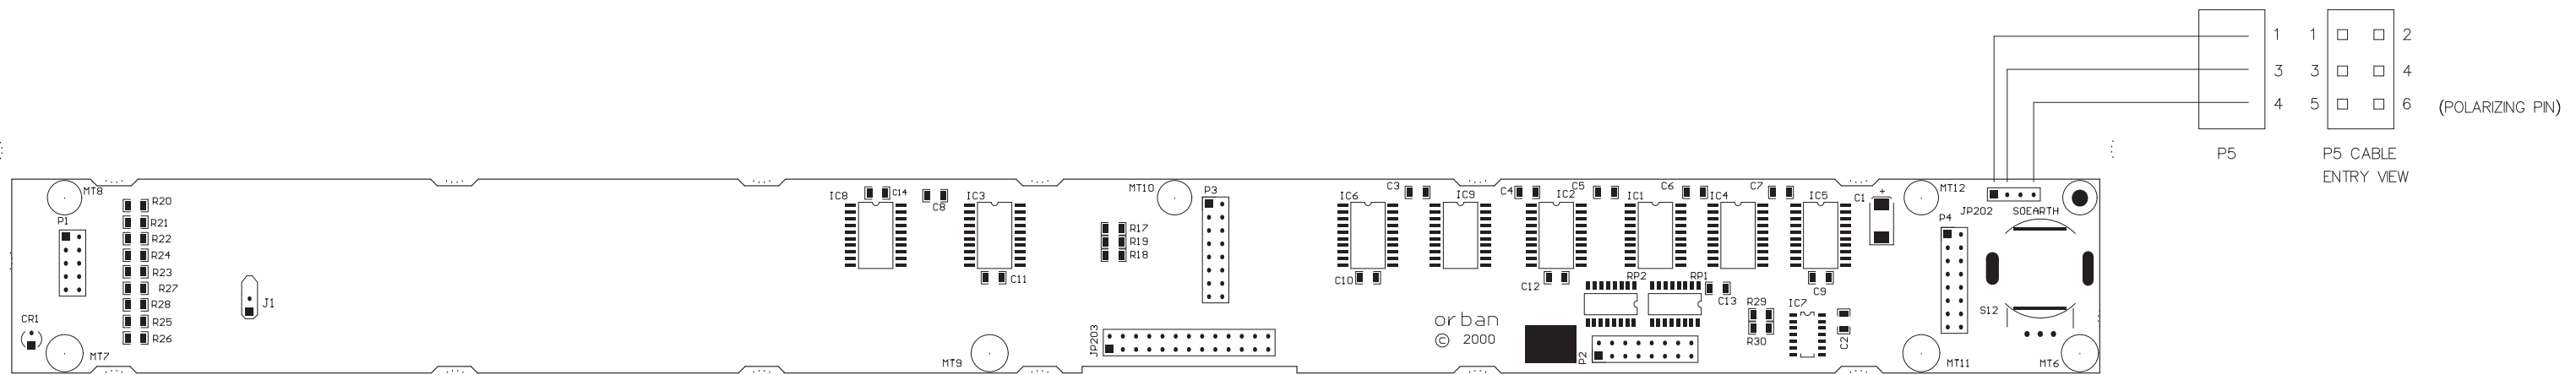 1 1 2
3 3 4
4 5 6 (POLARIZING PIN)
P5 P5 CABLE
ENTRY VIEW
MT8
P1
R20
R21
R22
R24
R23
R27
R28
R25
R26
CR1
MT7
J1
IC8
C14
C8
IC3
C11
MT9
R17
R19
R18
MT10
P3
JP203
IC6
C10
C3
IC9
C4
IC2
C12
C5
IC1
RP2
C6
IC4
RP1
C13
C7
IC5
C9
C1
+
orban
© 2000
P2
R29
R30
IC7
C2
MT12
JP202
SOEARTH
P4
S12
MT11
MT6